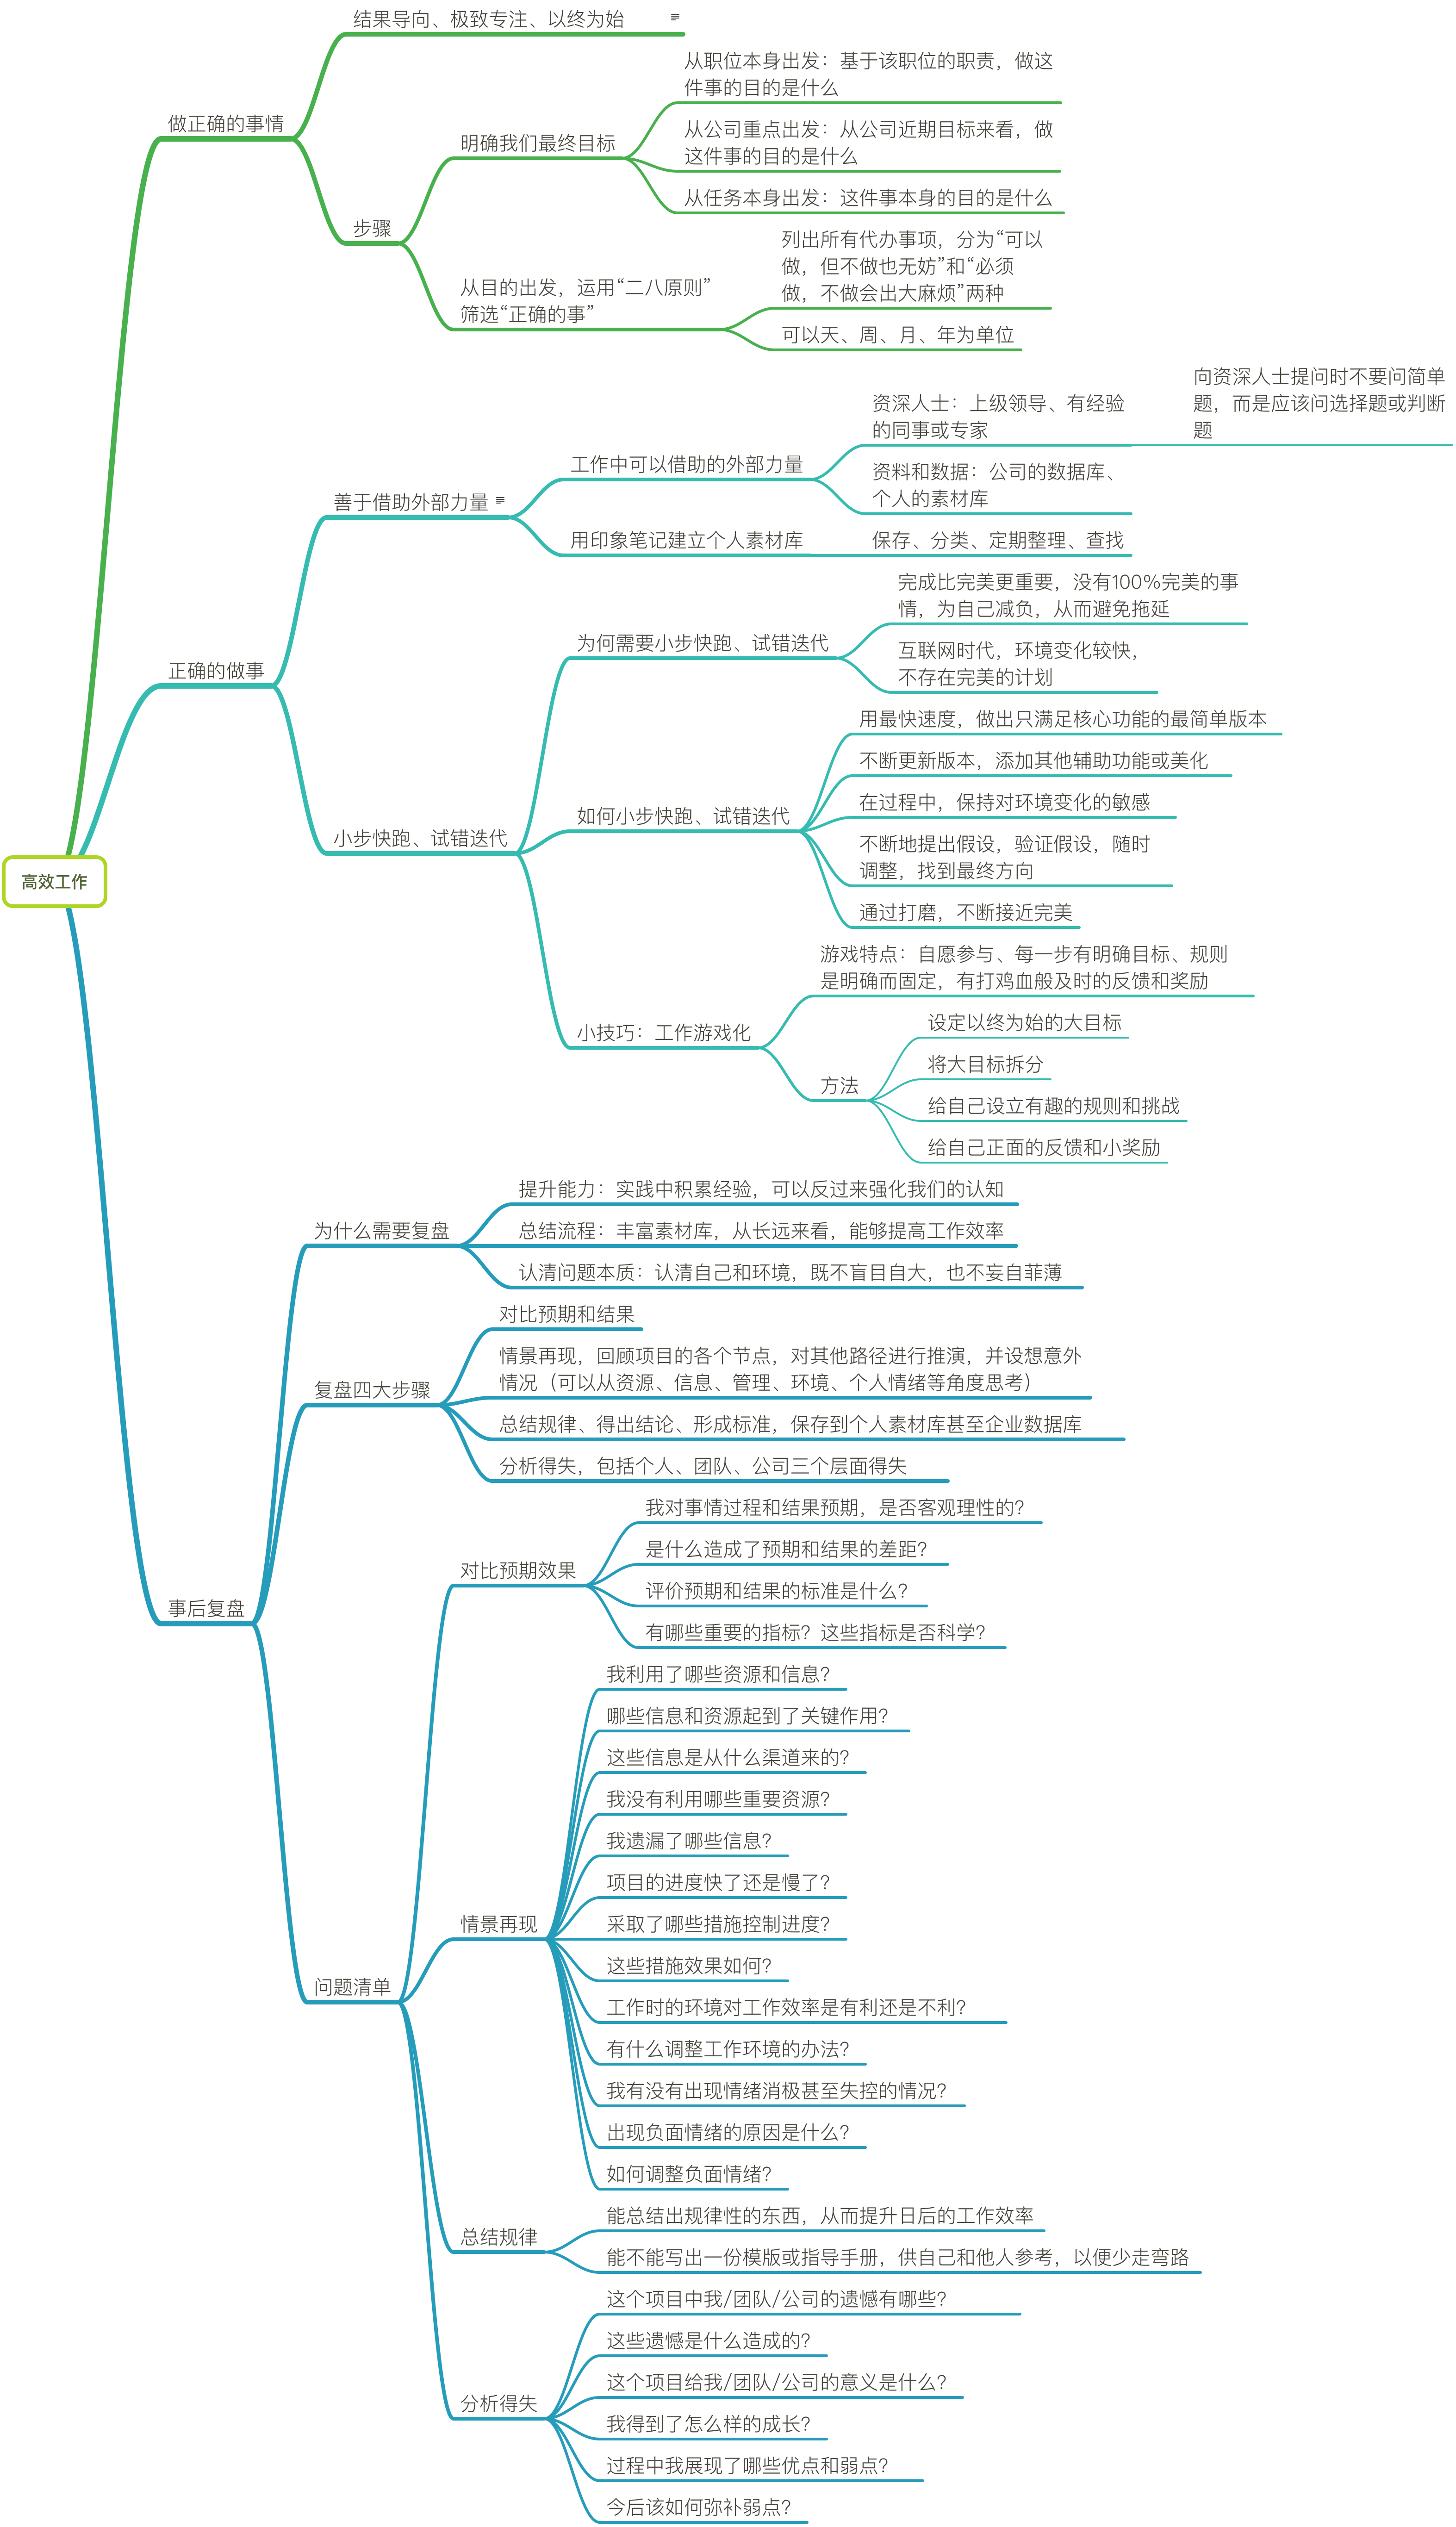 结果导向、极致专注、以终为始
从职位本身出发：基于该职位的职责，做这
件事的目的是什么
做正确的事情
明确我们最终目标
从公司重点出发：从公司近期目标来看，做
这件事的目的是什么
从任务本身出发：这件事本身的目的是什么
步骤
列出所有代办事项，分为“可以
做，但不做也无妨”和“必须
做，不做会出大麻烦”两种
从目的出发，运用“二八原则”
筛选“正确的事”
可以天、周、月、年为单位
向资深人士提问时不要问简单
题，而是应该问选择题或判断
题
资深人士：上级领导、有经验
的同事或专家
工作中可以借助的外部力量
资料和数据：公司的数据库、
个人的素材库
善于借助外部力量
用印象笔记建立个人素材库
保存、分类、定期整理、查找
完成比完美更重要，没有100%完美的事
情，为自己减负，从而避免拖延
为何需要小步快跑、试错迭代
互联网时代，环境变化较快，
不存在完美的计划
正确的做事
用最快速度，做出只满足核心功能的最简单版本
不断更新版本，添加其他辅助功能或美化
在过程中，保持对环境变化的敏感
如何小步快跑、试错迭代
小步快跑、试错迭代
不断地提出假设，验证假设，随时
调整，找到最终方向
高效工作
通过打磨，不断接近完美
游戏特点：自愿参与、每一步有明确目标、规则
是明确而固定，有打鸡血般及时的反馈和奖励
小技巧：工作游戏化
设定以终为始的大目标
将大目标拆分
方法
给自己设立有趣的规则和挑战
给自己正面的反馈和小奖励
提升能力：实践中积累经验，可以反过来强化我们的认知
为什么需要复盘
总结流程：丰富素材库，从长远来看，能够提高工作效率
认清问题本质：认清自己和环境，既不盲目自大，也不妄自菲薄
对比预期和结果
情景再现，回顾项目的各个节点，对其他路径进行推演，并设想意外
情况（可以从资源、信息、管理、环境、个人情绪等角度思考）
复盘四大步骤
总结规律、得出结论、形成标准，保存到个人素材库甚至企业数据库
分析得失，包括个人、团队、公司三个层面得失
我对事情过程和结果预期，是否客观理性的？
是什么造成了预期和结果的差距？
对比预期效果
评价预期和结果的标准是什么？
事后复盘
有哪些重要的指标？这些指标是否科学？
我利用了哪些资源和信息？
哪些信息和资源起到了关键作用？
这些信息是从什么渠道来的？
我没有利用哪些重要资源？
我遗漏了哪些信息？
项目的进度快了还是慢了？
情景再现
采取了哪些措施控制进度？
这些措施效果如何？
问题清单
工作时的环境对工作效率是有利还是不利？
有什么调整工作环境的办法？
我有没有出现情绪消极甚至失控的情况？
出现负面情绪的原因是什么？
如何调整负面情绪？
能总结出规律性的东西，从而提升日后的工作效率
总结规律
能不能写出一份模版或指导手册，供自己和他人参考，以便少走弯路
这个项目中我/团队/公司的遗憾有哪些？
这些遗憾是什么造成的？
这个项目给我/团队/公司的意义是什么？
分析得失
我得到了怎么样的成长？
过程中我展现了哪些优点和弱点？
今后该如何弥补弱点？